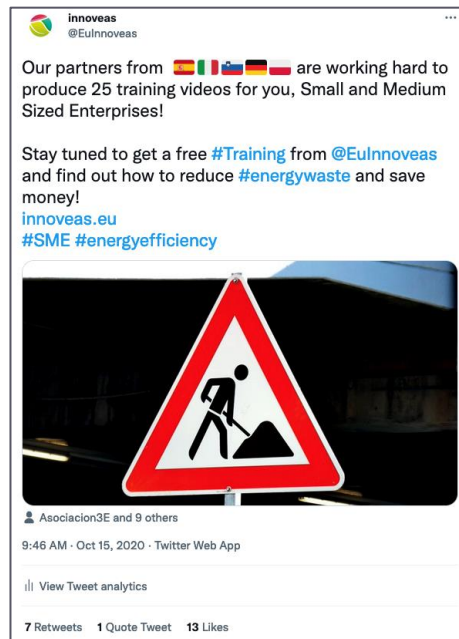 innoveas
@EuInnoveas
Our partners from 🇪🇸🇮🇹🇸🇮🇩🇪🇵🇱 are working hard to
produce 25 training videos for you, Small and Medium
Sized Enterprises!
Stay tuned to get a free #Training from @EuInnoveas
and find out how to reduce #energywaste and save
money!
innoveas.eu
#SME #energyefficiency
Asociacion3E and 9 others
9:46 AM · Oct 15, 2020 · Twitter Web App
View Tweet analytics
7 Retweets 1 Quote Tweet 13 Likes